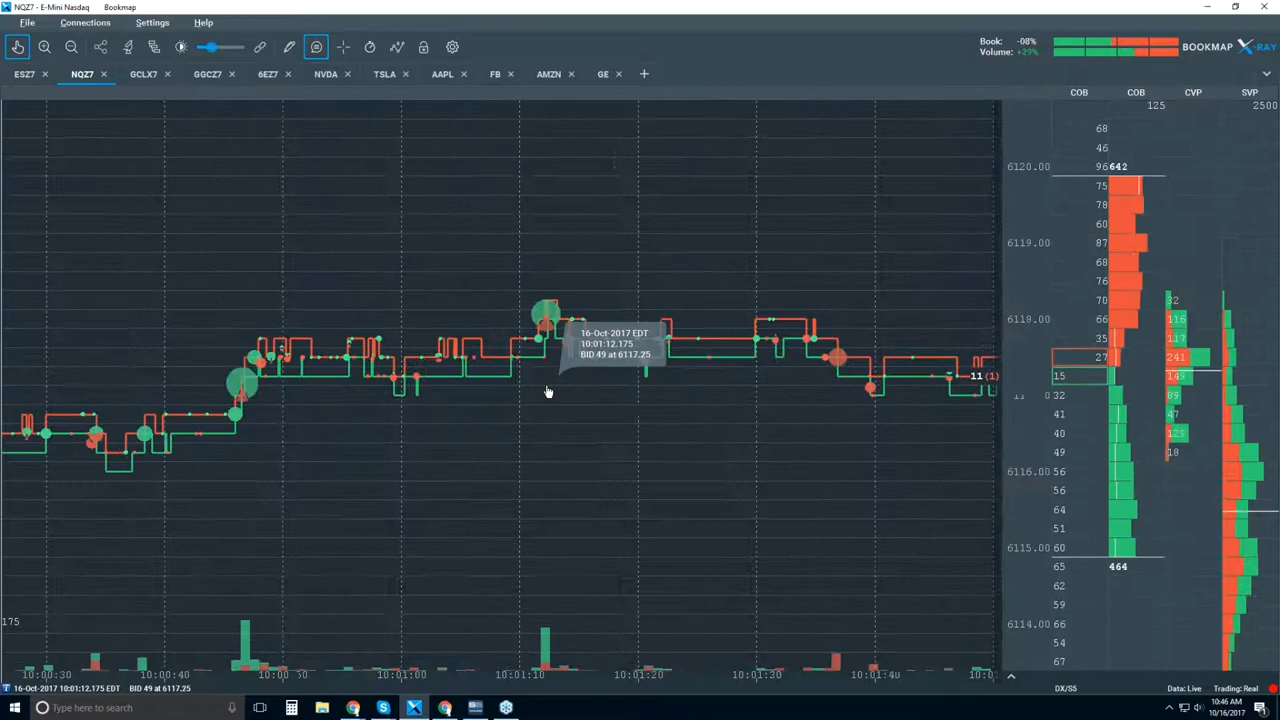 NQZ7 - E-Mini Nasdaq Bookmap
File Connections Settings Help
Book: -08%
Volume: +29%
BOOKMAP X-RAY
ESZ7 NQZ7 GCLX7 GGCZ7 6EZ7 NVDA TSLA AAPL FB AMZN GE
COB COB CVP SVP
125 2500
68
46
6120.00 96 642
75
78
60
6119.00 87
68
76
70 32
6119.00 66 116
35 117
27 241
11 (1) 15 149
32 89
41 47
40 129
49 18
6116.00 56
56
64
51
6115.00 60
65 464
62
59
6114.00 66
54
67
16-Oct-2017 EDT
10:01:12.175
BID 49 at 6117.25
175
10:00:30 10:00:40 10:01:00 10:01:10 10:01:20 10:01:30
16-Oct-2017 10:01:12.175 EDT BID 49 at 6117.25
DX/S5 Data: Live Trading: Real
Type here to search
10:46 AM
10/16/2017